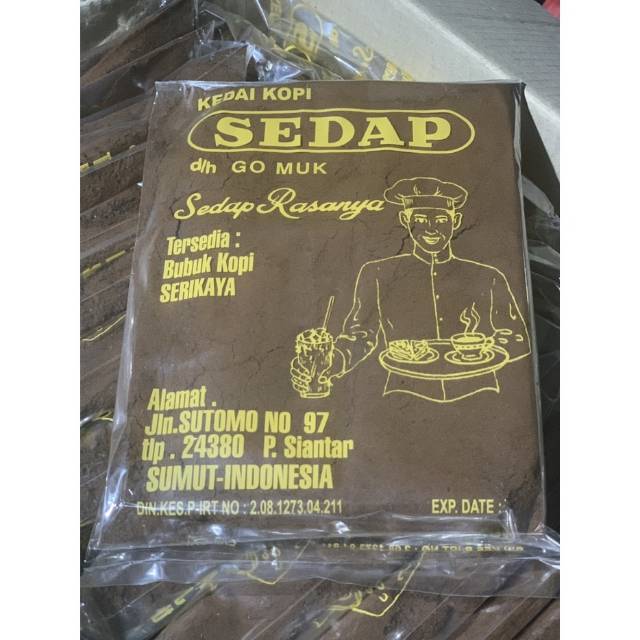 KEDAI KOPI
SEDAP
d/h GO MUK
Sedap Rasanya
Tersedia :
Bubuk Kopi
SERIKAYA
Alamat .
Jln.SUTOMO NO 97
tlp . 24380 P. Siantar
SUMUT-INDONESIA
DIN.KES.P-IRT NO : 2.08.1273.04.211 EXP. DATE :